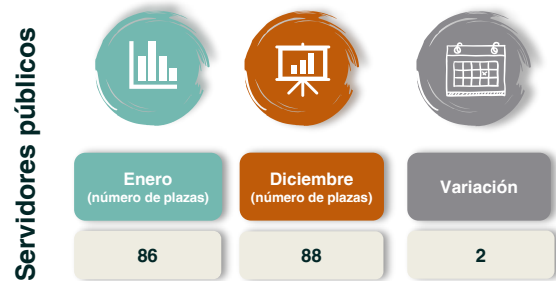 Servidores públicos
Enero
(número de plazas)
Diciembre
(número de plazas)
Variación
86
88
2